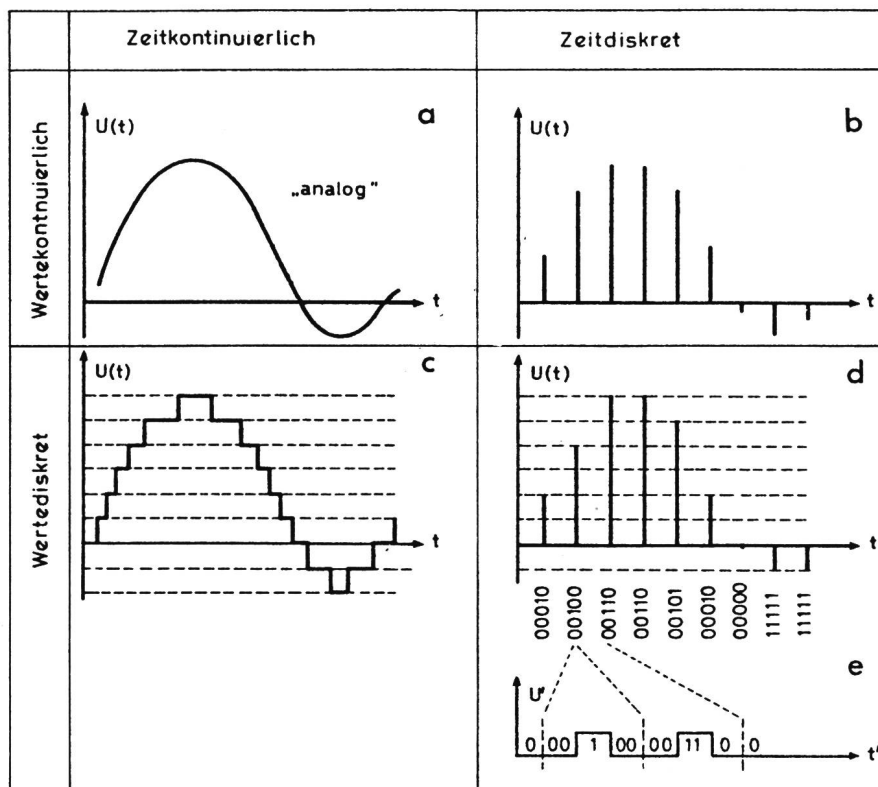 Zeitkontinuierlich
Zeitdiskret
Wertekontnuierlich
a
U(t)
„analog"
t
b
U(t)
t
Wertediskret
c
U(t)
t
d
U(t)
t
00010
00100
00110
00110
00101
00010
00000
11111
11111
e
U'
0 00 1 00 00 11 0 0
t'